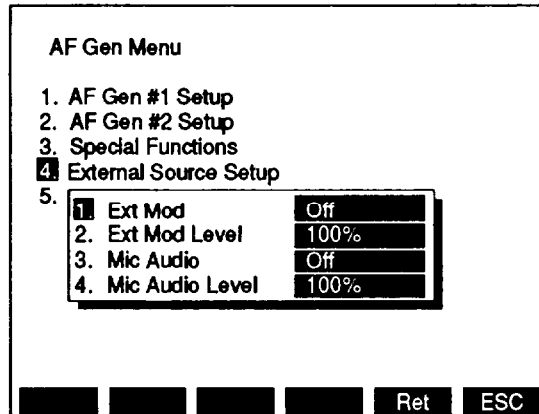 AF Gen Menu
1. AF Gen #1 Setup
2. AF Gen #2 Setup
3. Special Functions
4. External Source Setup
5.
1. Ext Mod Off
2. Ext Mod Level 100%
3. Mic Audio Off
4. Mic Audio Level 100%
Ret ESC